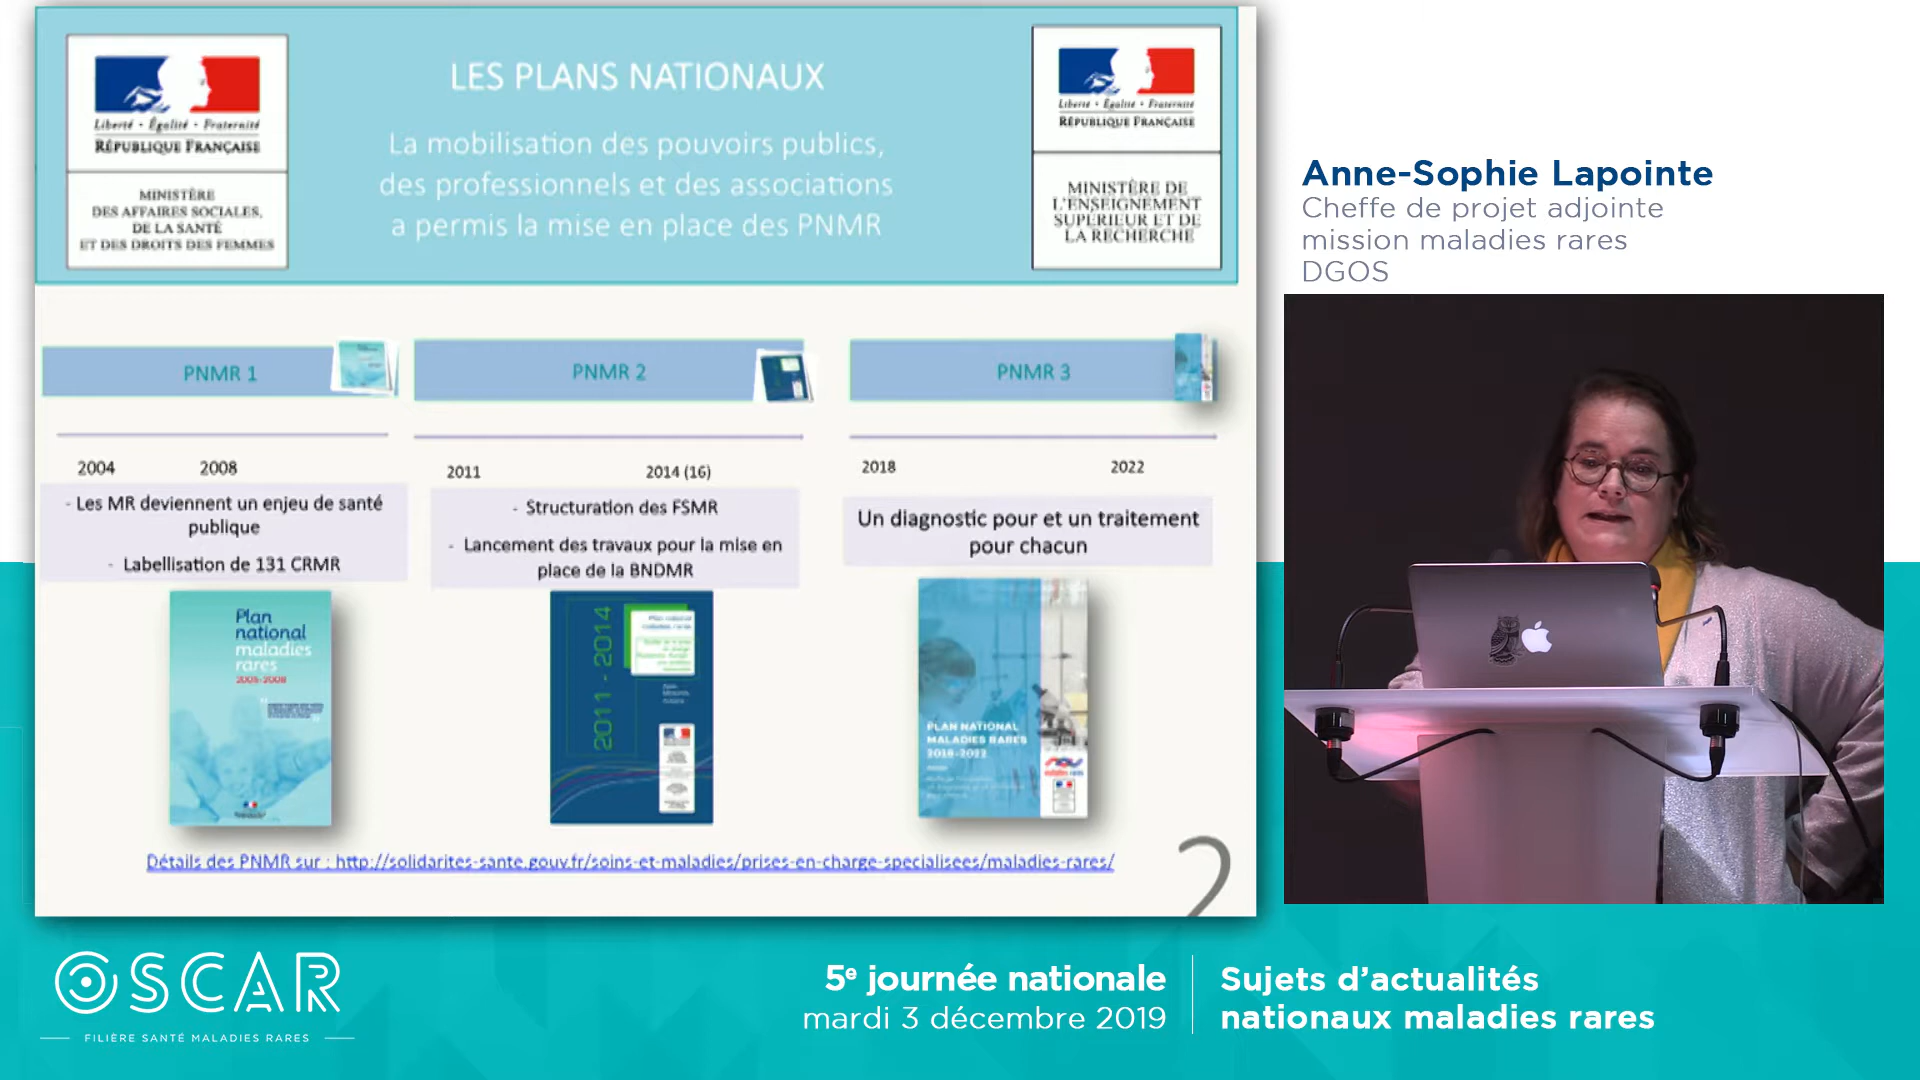 Liberté • Égalité • Fraternité
RÉPUBLIQUE FRANÇAISE
MINISTÈRE
DES AFFAIRES SOCIALES,
DE LA SANTÉ
ET DES DROITS DES FEMMES
LES PLANS NATIONAUX
La mobilisation des pouvoirs publics,
des professionnels et des associations
a permis la mise en place des PNMR
Liberté • Égalité • Fraternité
RÉPUBLIQUE FRANÇAISE
MINISTÈRE DE
L'ENSEIGNEMENT
SUPÉRIEUR ET DE
LA RECHERCHE
Anne-Sophie Lapointe
Cheffe de projet adjointe
mission maladies rares
DGOS
PNMR 1
2004 2008
- Les MR deviennent un enjeu de santé
publique
- Labellisation de 131 CRMR
Plan
national
maladies
rares
2005-2008
PNMR 2
2011 2014 (16)
- Structuration des FSMR
- Lancement des travaux pour la mise en
place de la BNDMR
2011 - 2014
Plan national
maladies rares
PNMR 3
2018 2022
Un diagnostic pour et un traitement
pour chacun
PLAN NATIONAL
MALADIES RARES
2018-2022
Détails des PNMR sur : http://solidarites-sante.gouv.fr/soins-et-maladies/prises-en-charge-specialisees/maladies-rares/
2
OSCAR
FILIÈRE SANTÉ MALADIES RARES
5e journée nationale
mardi 3 décembre 2019
Sujets d'actualités
nationaux maladies rares